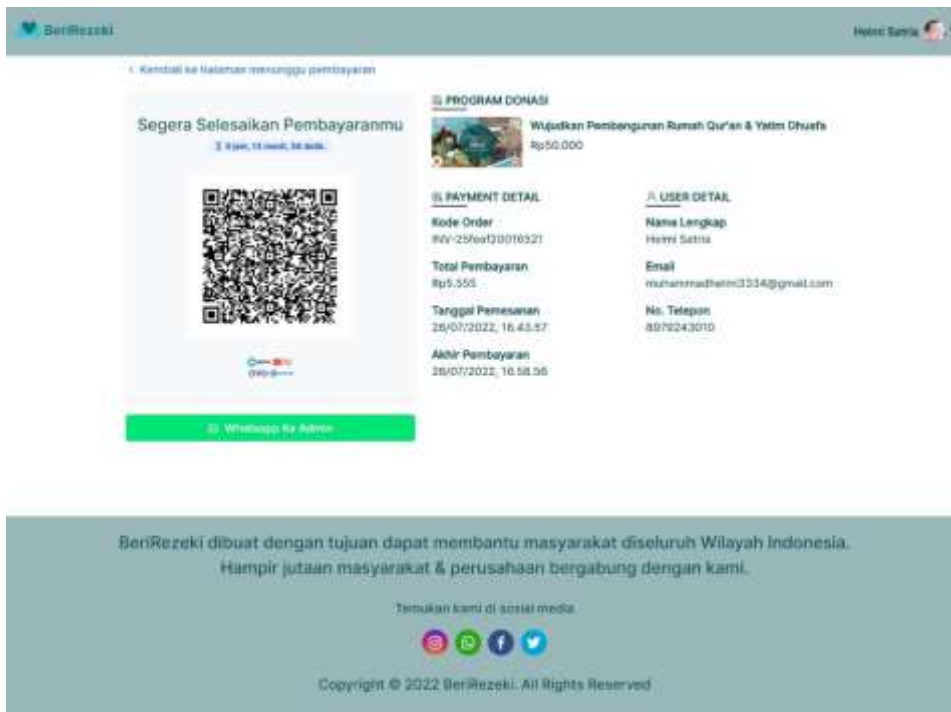 BeriRezeki
Helmi Satria
< Kembali ke halaman menunggu pembayaran
Segera Selesaikan Pembayaranmu
PROGRAM DONASI
Wujudkan Pembangunan Rumah Qur'an & Yatim Dhuafa
Rp50.000
PAYMENT DETAIL
Kode Order
Total Pembayaran
Rp5.555
Tanggal Pemesanan
26/07/2022, 16.43.57
Akhir Pembayaran
26/07/2022, 16.58.56
USER DETAIL
Nama Lengkap
Helmi Satria
Email
muhammadhelmi3334@gmail.com
No. Telepon
8979243010
Whatsapp Ke Admin
BeriRezeki dibuat dengan tujuan dapat membantu masyarakat diseluruh Wilayah Indonesia.
Hampir jutaan masyarakat & perusahaan bergabung dengan kami.
Temukan kami di sosial media
Copyright © 2022 BeriRezeki. All Rights Reserved